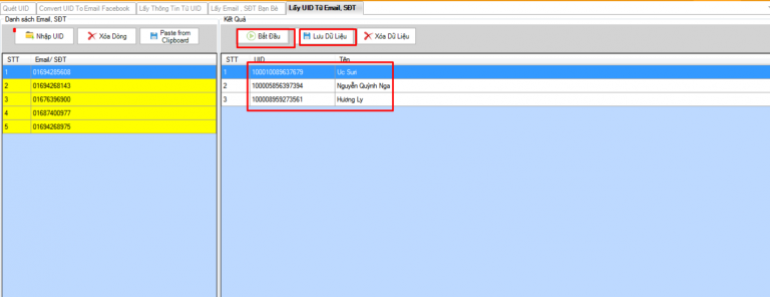 Quét UID Convert UID To Email Facebook Lấy Thông Tin Từ UID Lấy Email , SĐT Bạn Bè Lấy UID Từ Email, SĐT
Danh sách Email, SĐT Kết Quả
Nhập UID Xóa Dòng Paste from Clipboard Bắt Đầu Lưu Dữ Liệu Xóa Dữ Liệu
STT Email/ SĐT STT UID Tên
1 01694285608 1 100010089637679 Uc Sun
2 01694268143 2 100005856397394 Nguyễn Quỳnh Nga
3 01676396900 3 100008959273561 Hương Ly
4 01687400977
5 01694268975